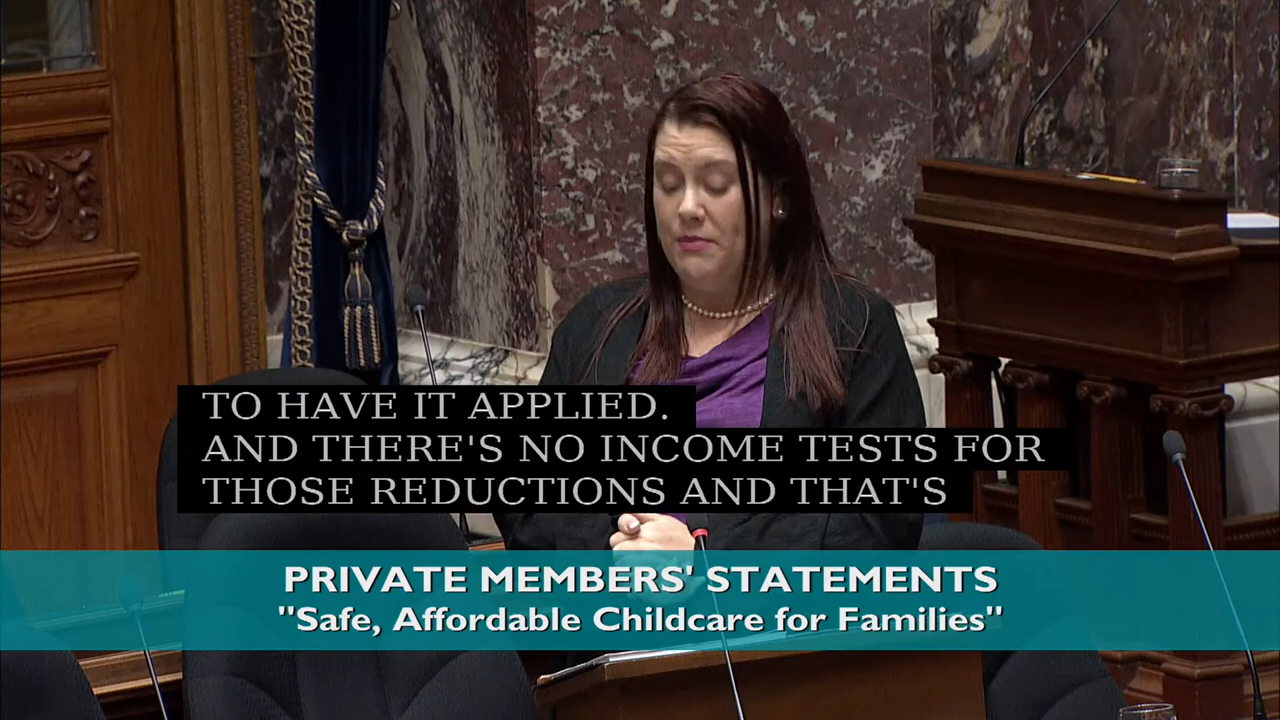 TO HAVE IT APPLIED.
AND THERE'S NO INCOME TESTS FOR
THOSE REDUCTIONS AND THAT'S
PRIVATE MEMBERS' STATEMENTS
"Safe, Affordable Childcare for Families"